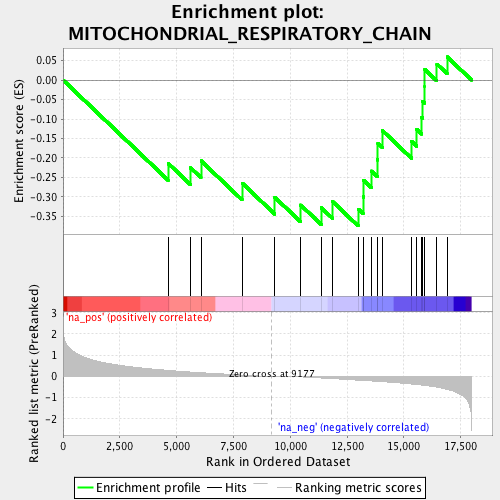 Enrichment plot:
MITOCHONDRIAL_RESPIRATORY_CHAIN
Enrichment score (ES)
0.05
0.00
-0.05
-0.10
-0.15
-0.20
-0.25
-0.30
-0.35
'na_pos' (positively correlated)
Ranked list metric (PreRanked)
3
2
1
0
-1
-2
Zero cross at 9177
'na_neg' (negatively correlated)
0
2,500
5,000
7,500
10,000
12,500
15,000
17,500
Rank in Ordered Dataset
Enrichment profile
Hits
Ranking metric scores